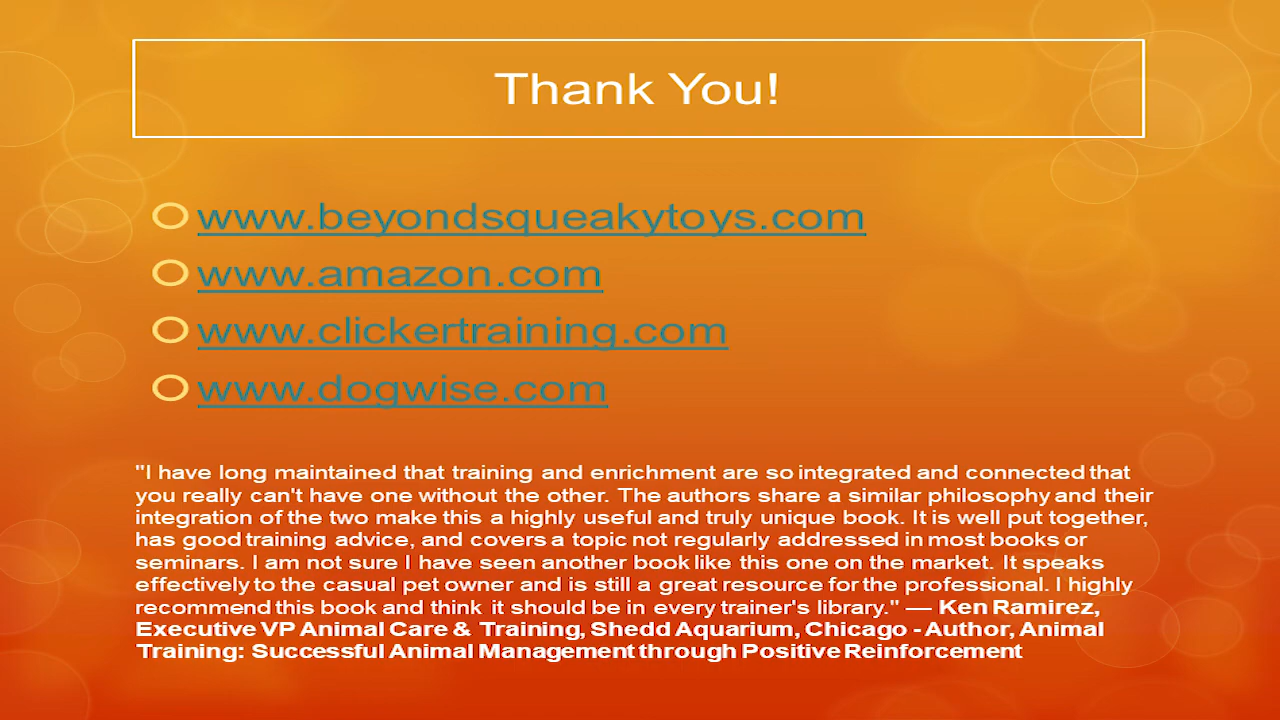 Thank You!
www.beyondsqueakytoys.com
www.amazon.com
www.clickertraining.com
www.dogwise.com
"I have long maintained that training and enrichment are so integrated and connected that
you really can't have one without the other. The authors share a similar philosophy and their
integration of the two make this a highly useful and truly unique book. It is well put together,
has good training advice, and covers a topic not regularly addressed in most books or
seminars. I am not sure I have seen another book like this one on the market. It speaks
effectively to the casual pet owner and is still a great resource for the professional. I highly
recommend this book and think it should be in every trainer's library." — Ken Ramirez,
Executive VP Animal Care & Training, Shedd Aquarium, Chicago - Author, Animal
Training: Successful Animal Management through Positive Reinforcement